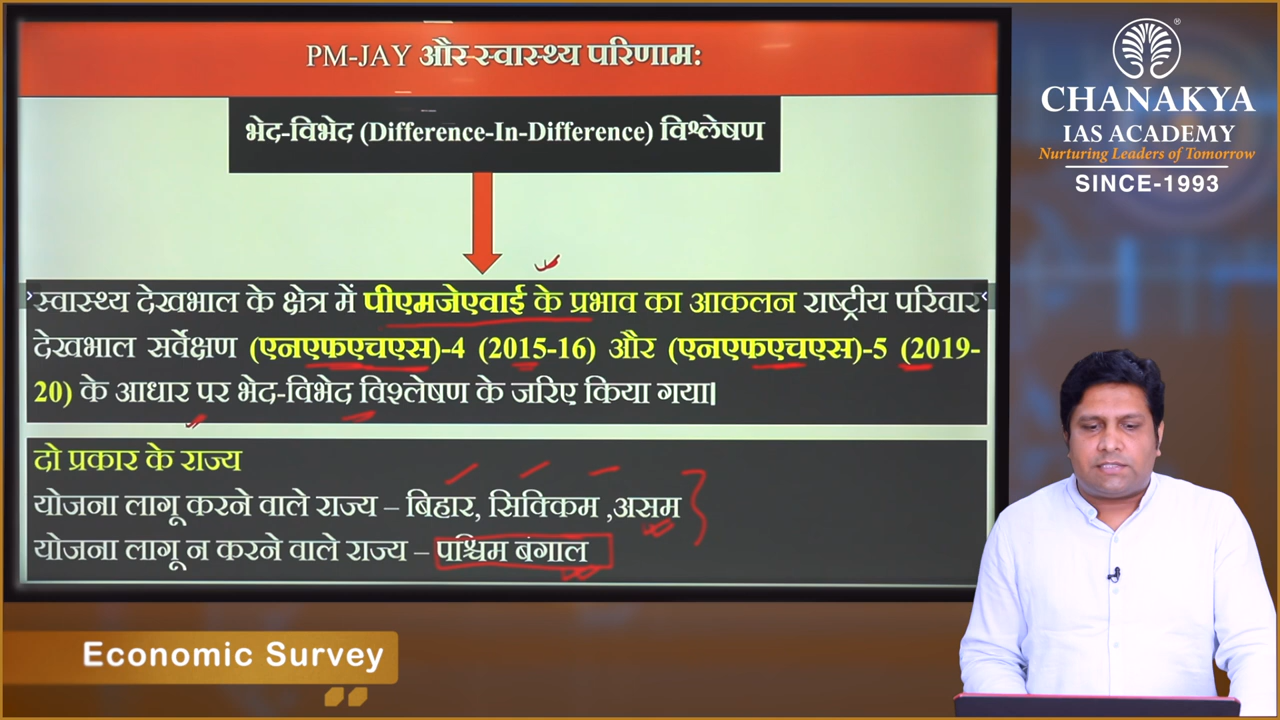 PM-JAY और स्वास्थ्य परिणाम:
भेद-विभेद (Difference-In-Difference) विश्लेषण
स्वास्थ्य देखभाल के क्षेत्र में पीएमजेएवाई के प्रभाव का आकलन राष्ट्रीय परिवार
देखभाल सर्वेक्षण (एनएफएचएस)-4 (2015-16) और (एनएफएचएस)-5 (2019-
20) के आधार पर भेद-विभेद विश्लेषण के जरिए किया गया।
दो प्रकार के राज्य
योजना लागू करने वाले राज्य – बिहार, सिक्किम ,असम
योजना लागू न करने वाले राज्य – पश्चिम बंगाल
®
CHANAKYA
IAS ACADEMY
Nurturing Leaders of Tomorrow
SINCE-1993
Economic Survey